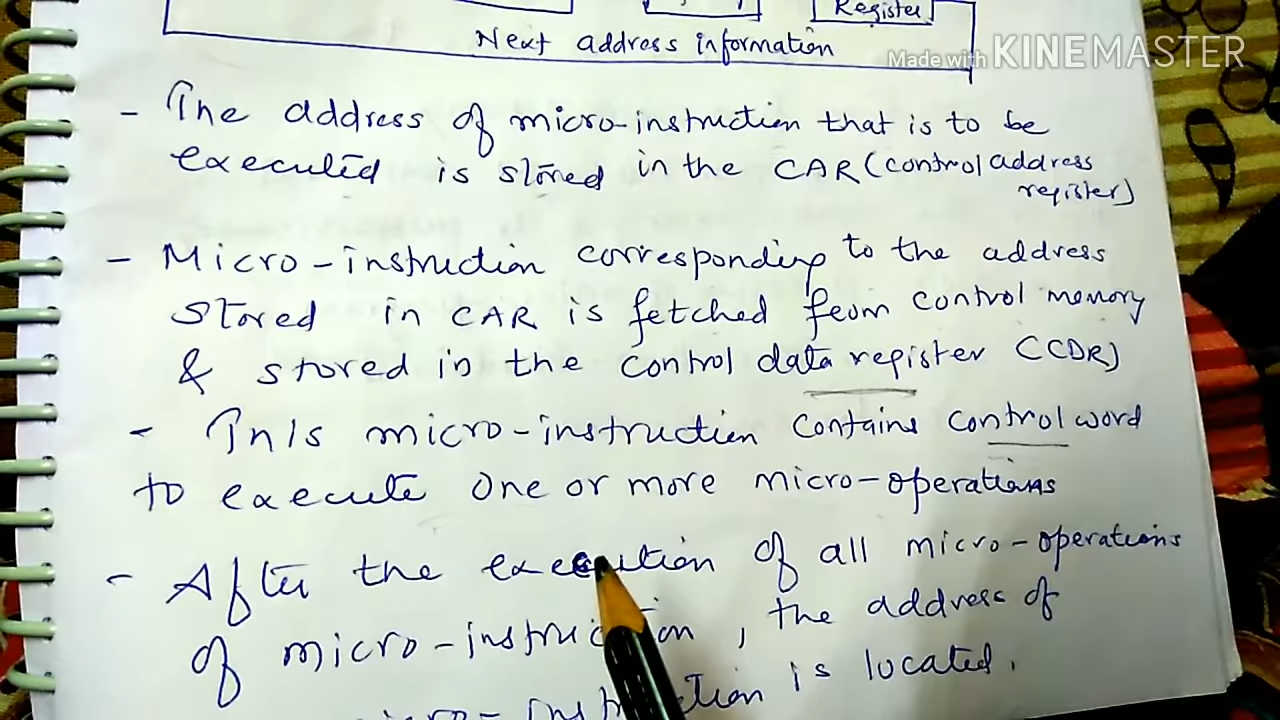 Register
Next address information
Made with KINEMASTER
- The address of micro-instruction that is to be
executed is stored in the CAR (control address
register)
- Micro-instruction corresponding to the address
stored in CAR is fetched from control memory
& stored in the control data register (CDR)
- This micro-instruction contains control word
to execute one or more micro-operations
- After the execution of all micro-operations
of micro-instruction, the address of
micro-instruction is located.